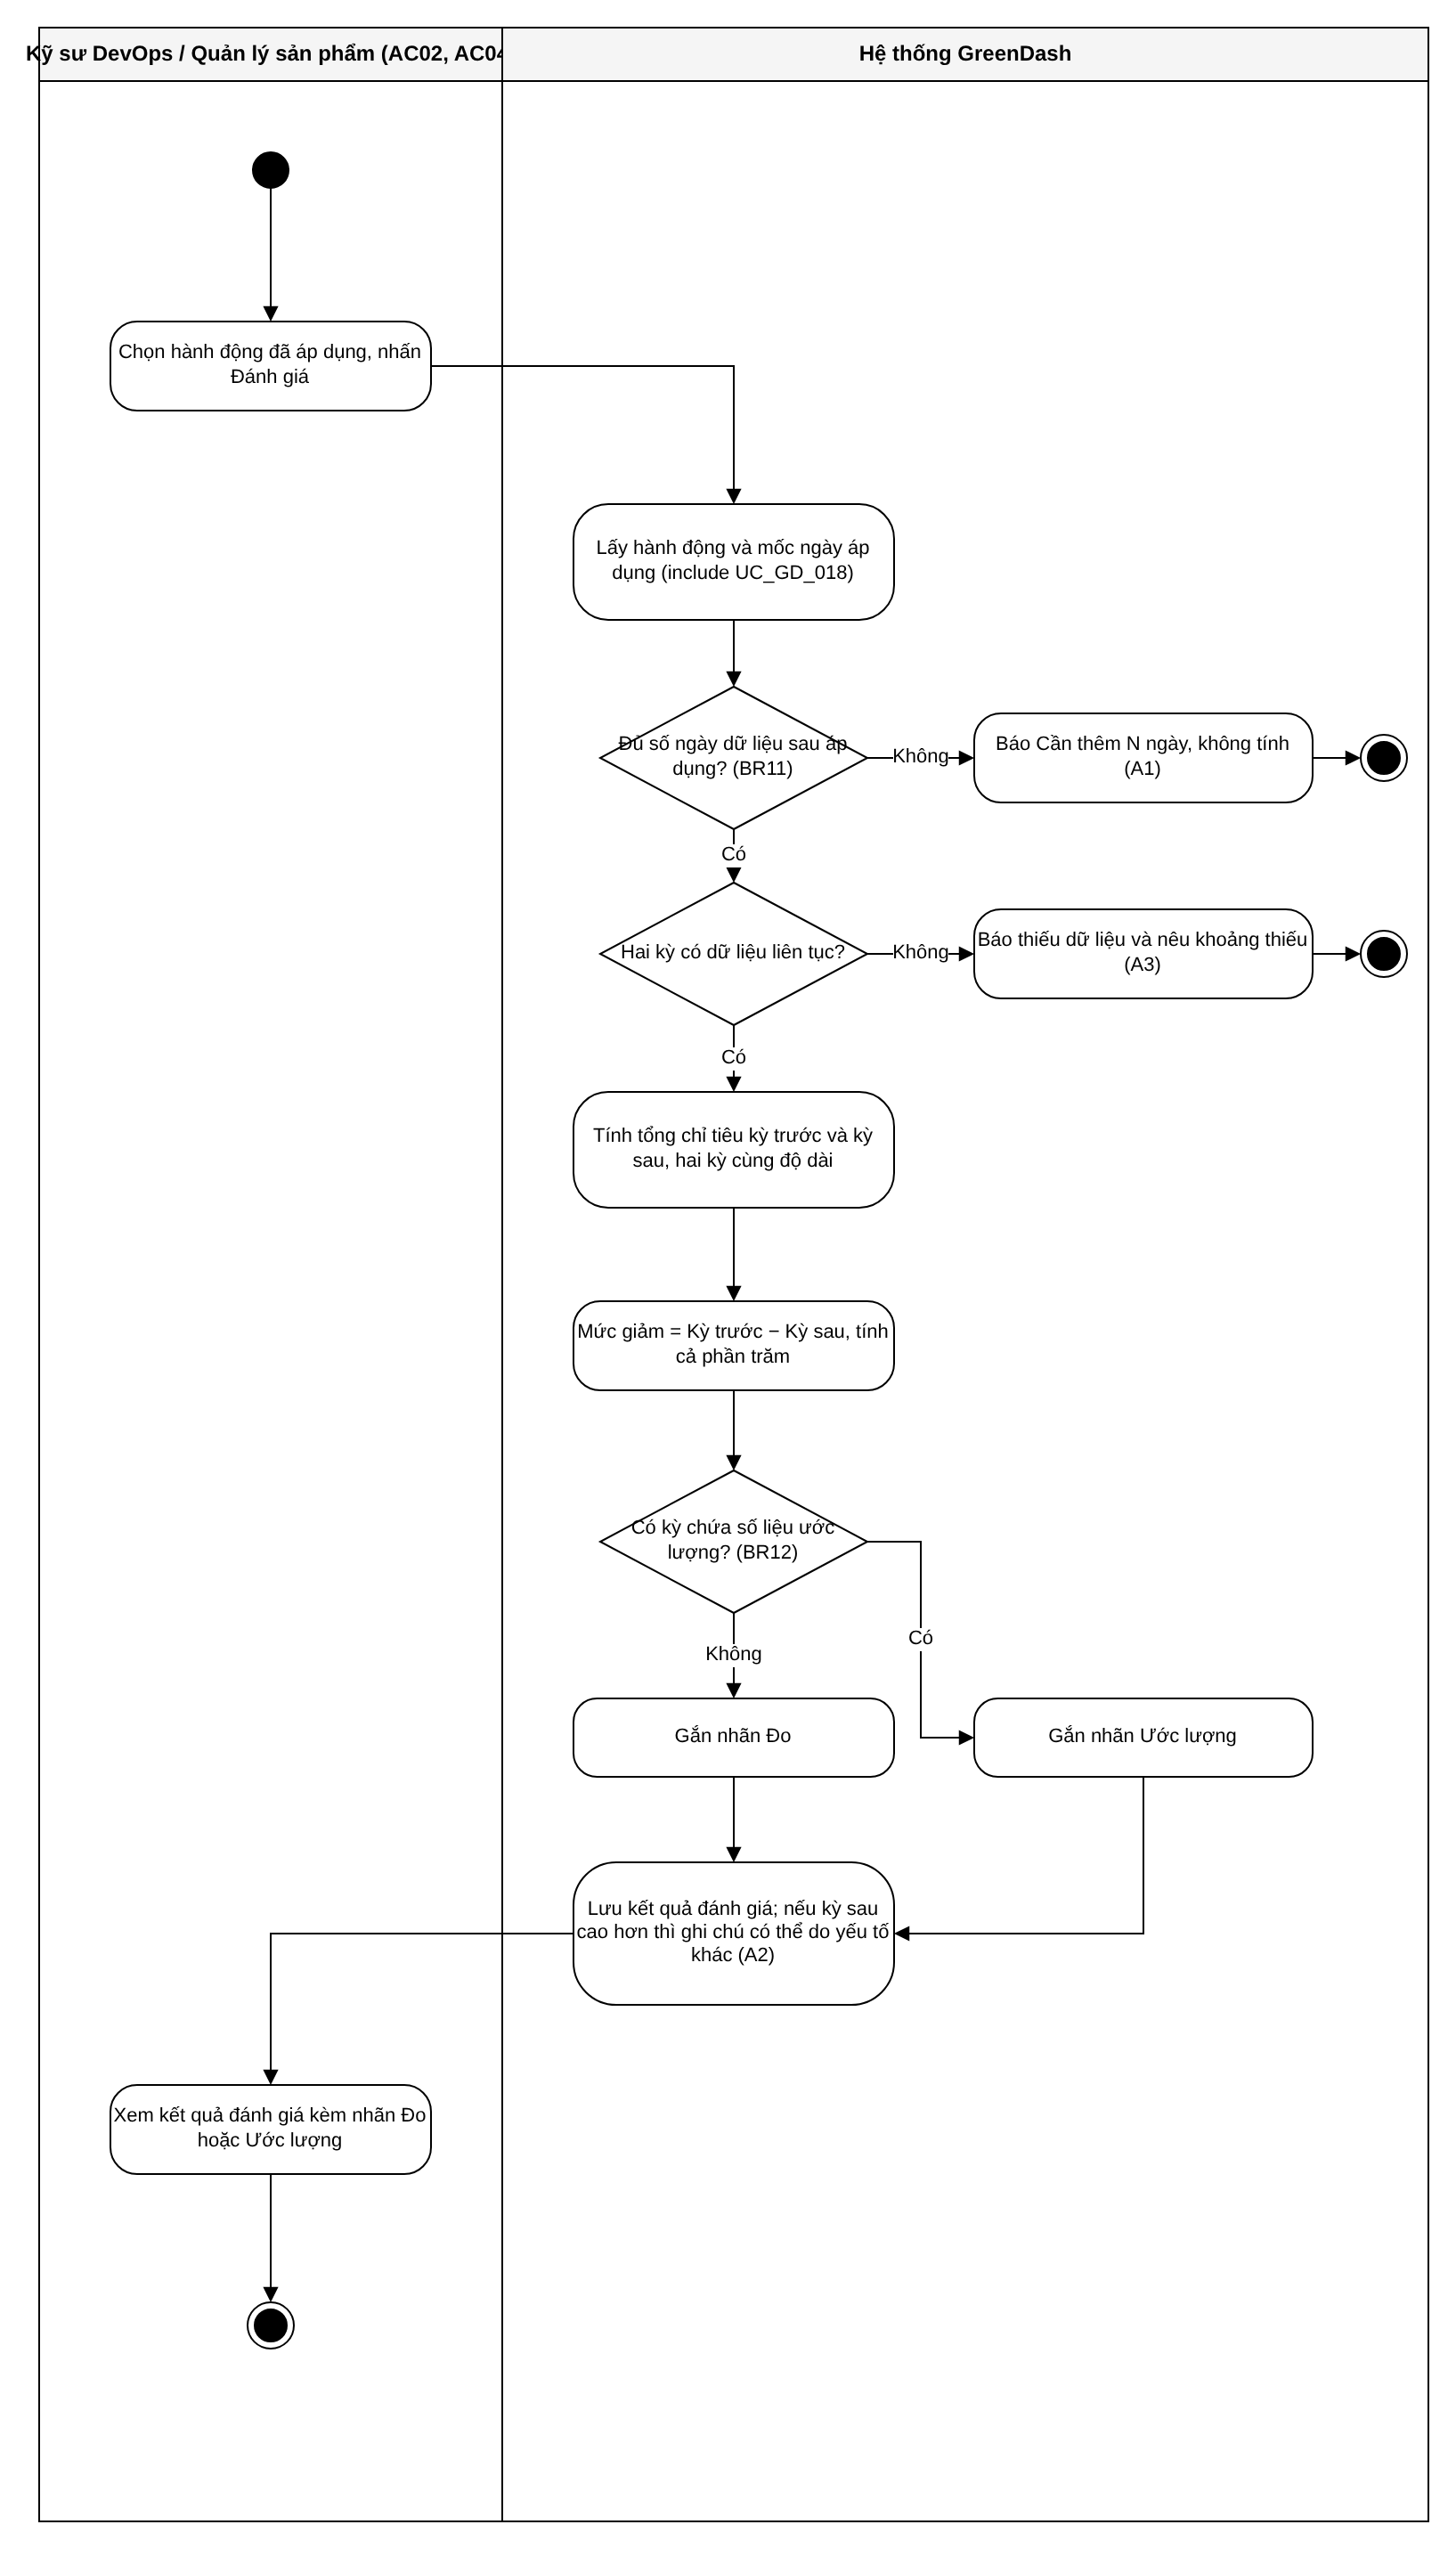 Kỹ sư DevOps / Quản lý sản phẩm (AC02, AC04
Hệ thống GreenDash
Chọn hành động đã áp dụng, nhấn
Đánh giá
Lấy hành động và mốc ngày áp
dụng (include UC_GD_018)
Đủ số ngày dữ liệu sau áp
dụng? (BR11)
Không
Báo Cần thêm N ngày, không tính
(A1)
Có
Hai kỳ có dữ liệu liên tục?
Không
Báo thiếu dữ liệu và nêu khoảng thiếu
(A3)
Có
Tính tổng chỉ tiêu kỳ trước và kỳ
sau, hai kỳ cùng độ dài
Mức giảm = Kỳ trước − Kỳ sau, tính
cả phần trăm
Có kỳ chứa số liệu ước
lượng? (BR12)
Có
Không
Gắn nhãn Đo
Gắn nhãn Ước lượng
Lưu kết quả đánh giá; nếu kỳ sau
cao hơn thì ghi chú có thể do yếu tố
khác (A2)
Xem kết quả đánh giá kèm nhãn Đo
hoặc Ước lượng